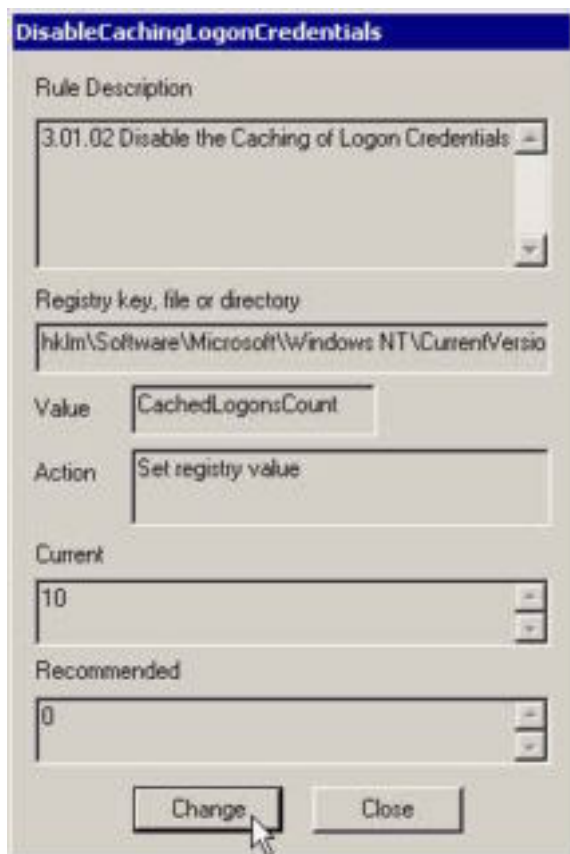 DisableCachingLogonCredentials
Rule Description
3.01.02 Disable the Caching of Logon Credentials
Registry key, file or directory
hklm\Software\Microsoft\Windows NT\CurrentVersio
Value
CachedLogonsCount
Action
Set registry value
Current
10
Recommended
0
Change
Close